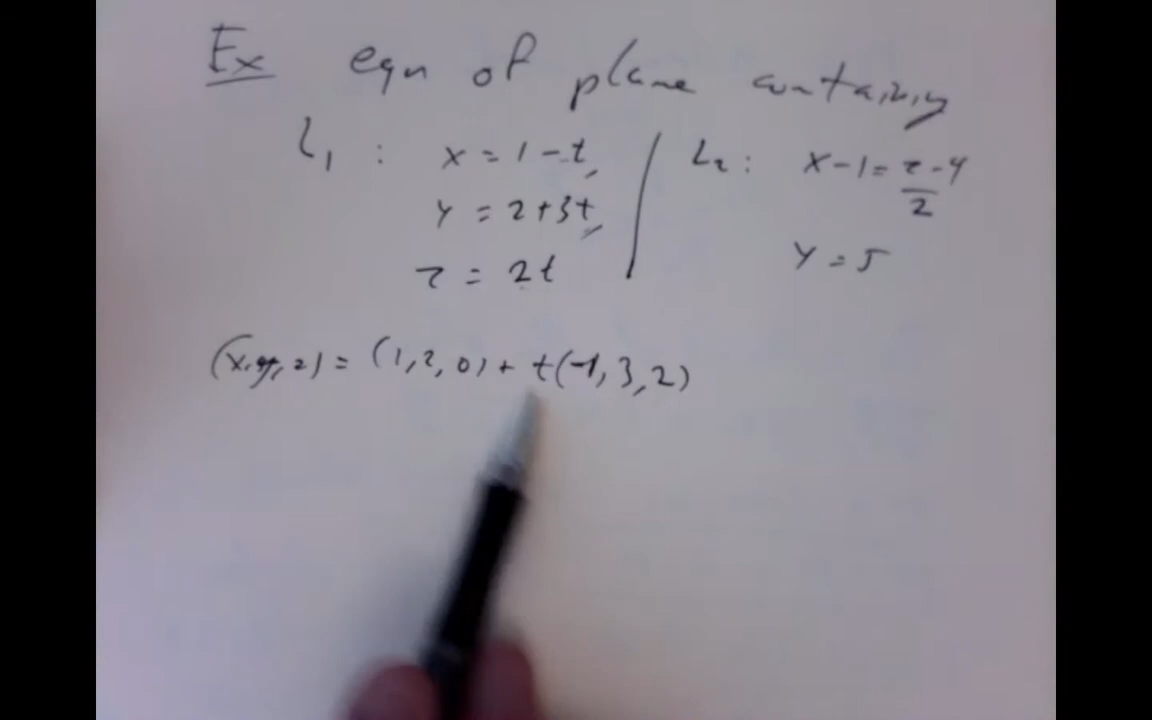 Ex eqn of plane containing
L₁ : x = 1 - t, / L₂ : x - 1 = (z - 4)/2
y = 2 + 3t, y = 5
z = 2t
(x, y, z) = (1, 2, 0) + t(-1, 3, 2)